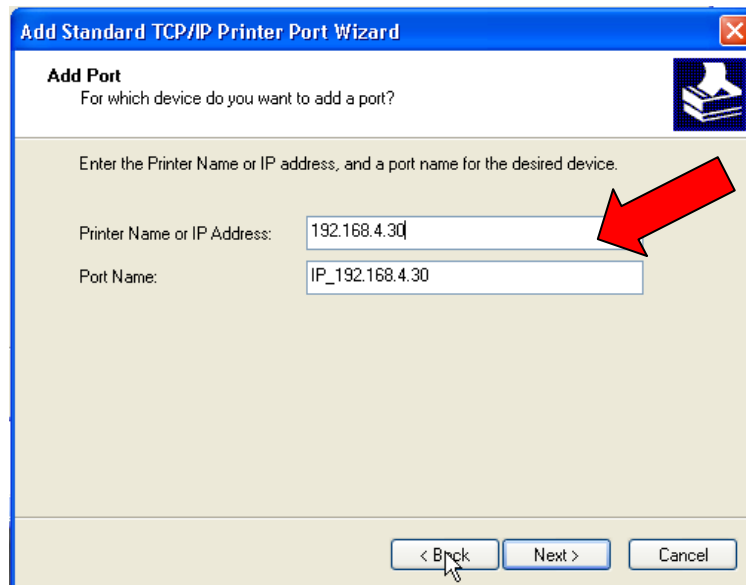 Add Standard TCP/IP Printer Port Wizard
Add Port
For which device do you want to add a port?
Enter the Printer Name or IP address, and a port name for the desired device.
Printer Name or IP Address: 192.168.4.30
Port Name: IP_192.168.4.30
< Back Next > Cancel